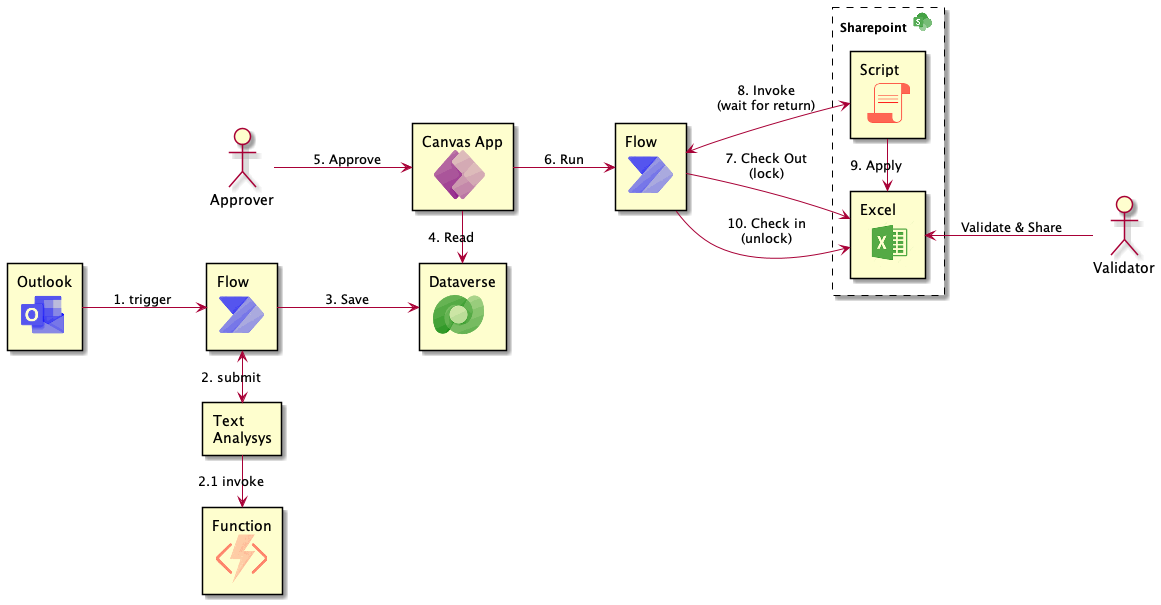 Sharepoint
S
Script
8. Invoke
(wait for return)
Canvas App
Flow
5. Approve
6. Run
7. Check Out
(lock)
9. Apply
Approver
Excel
X
10. Check in
(unlock)
Validate & Share
4. Read
Validator
Outlook
O
1. trigger
Flow
3. Save
Dataverse
2. submit
Text
Analysys
2.1 invoke
Function